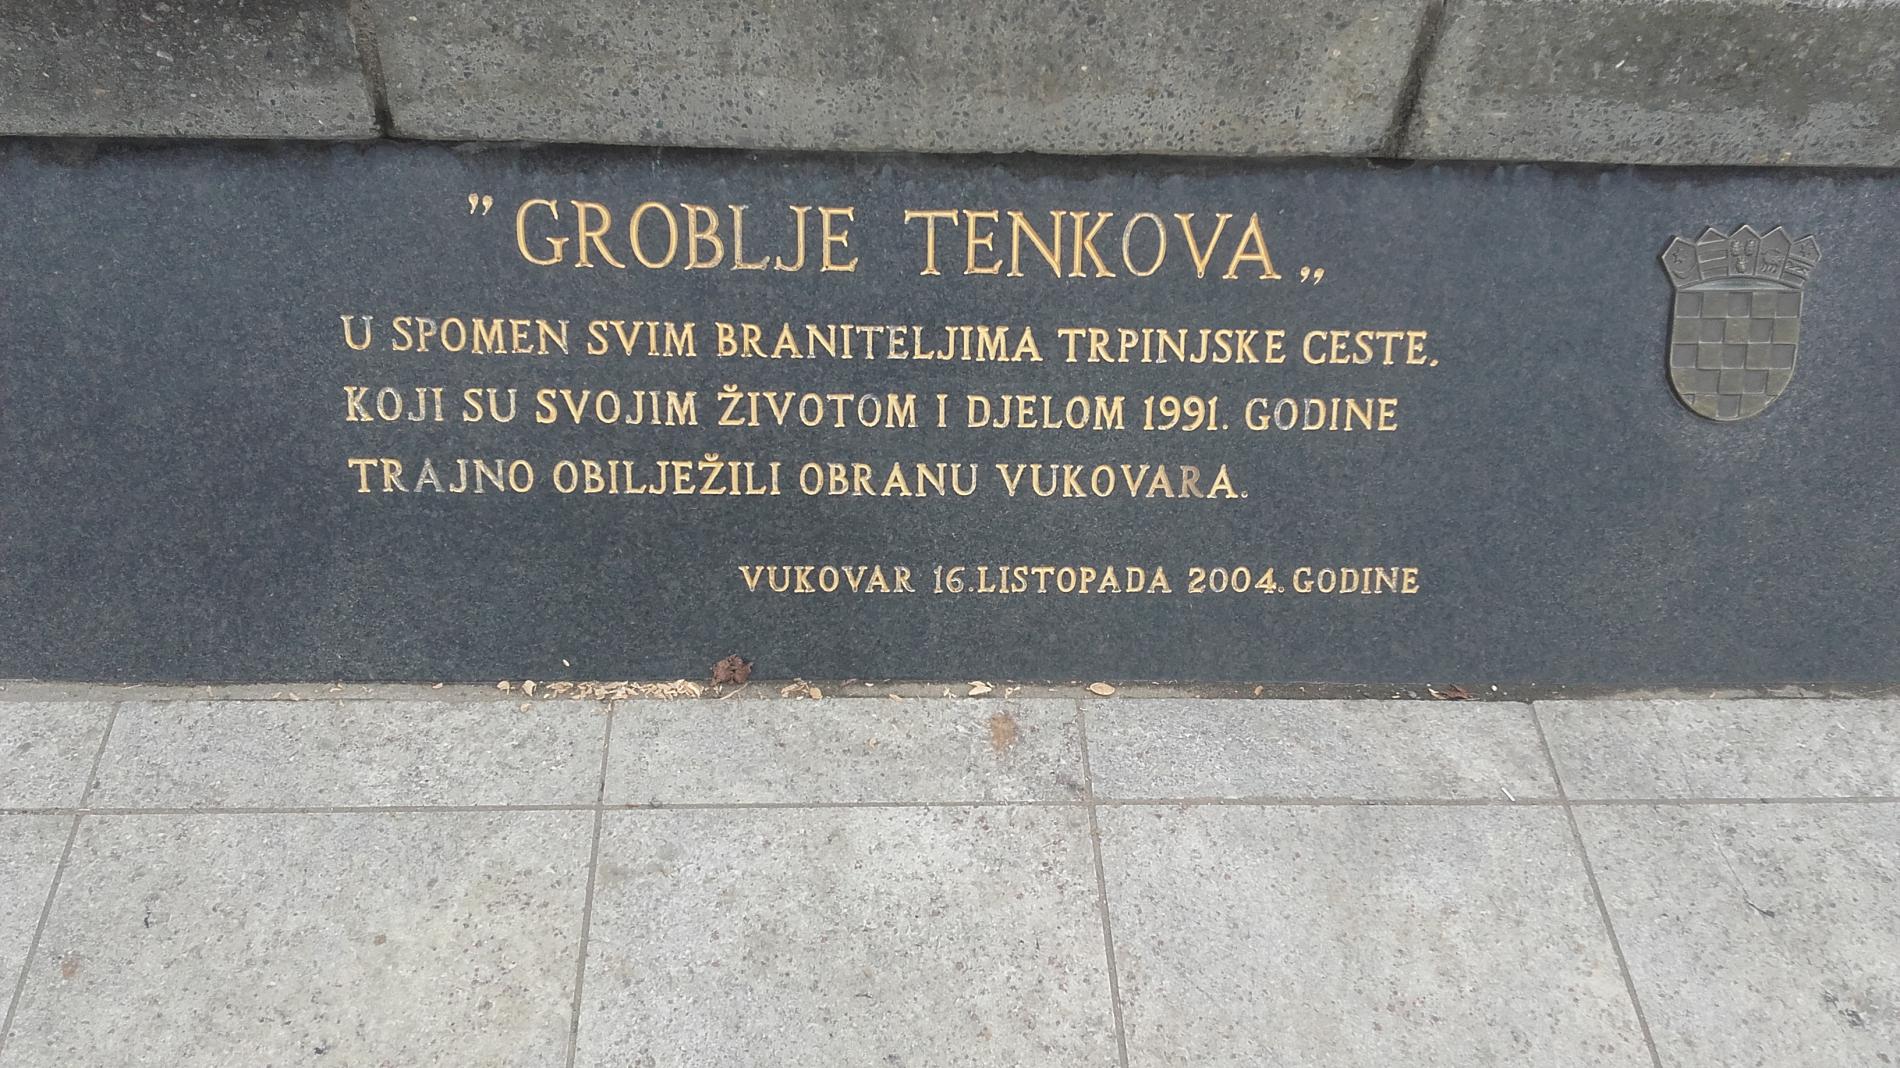 "GROBLJE TENKOVA„
U SPOMEN SVIM BRANITELJIMA TRPINJSKE CESTE,
KOJI SU SVOJIM ŽIVOTOM I DJELOM 1991. GODINE
TRAJNO OBILJEŽILI OBRANU VUKOVARA.
VUKOVAR 16.LISTOPADA 2004. GODINE